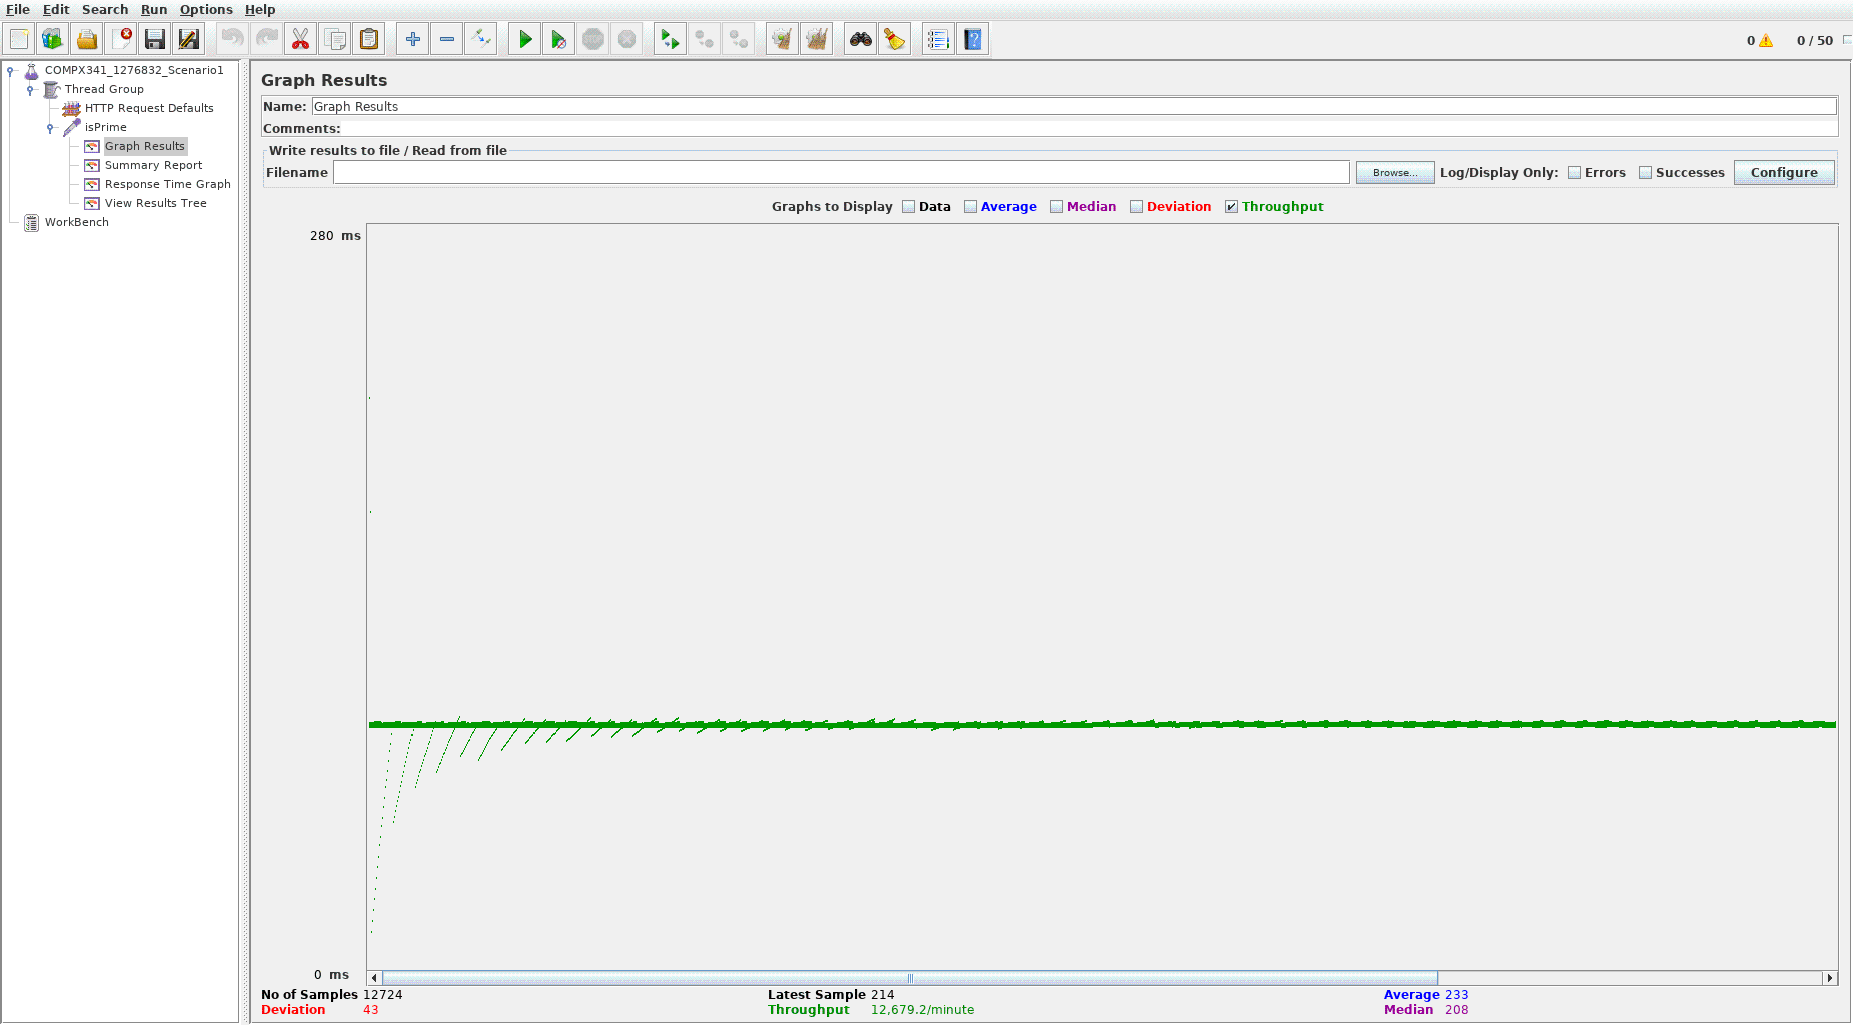 File Edit Search Run Options Help
0 0 / 50
COMPX341_1276832_Scenario1
Thread Group
HTTP Request Defaults
isPrime
Graph Results
Summary Report
Response Time Graph
View Results Tree
WorkBench
Graph Results
Name: Graph Results
Comments:
Write results to file / Read from file
Filename Browse... Log/Display Only: Errors Successes Configure
Graphs to Display Data Average Median Deviation Throughput
280 ms
0 ms
No of Samples 12724 Latest Sample 214 Average 233
Deviation 43 Throughput 12,679.2/minute Median 208